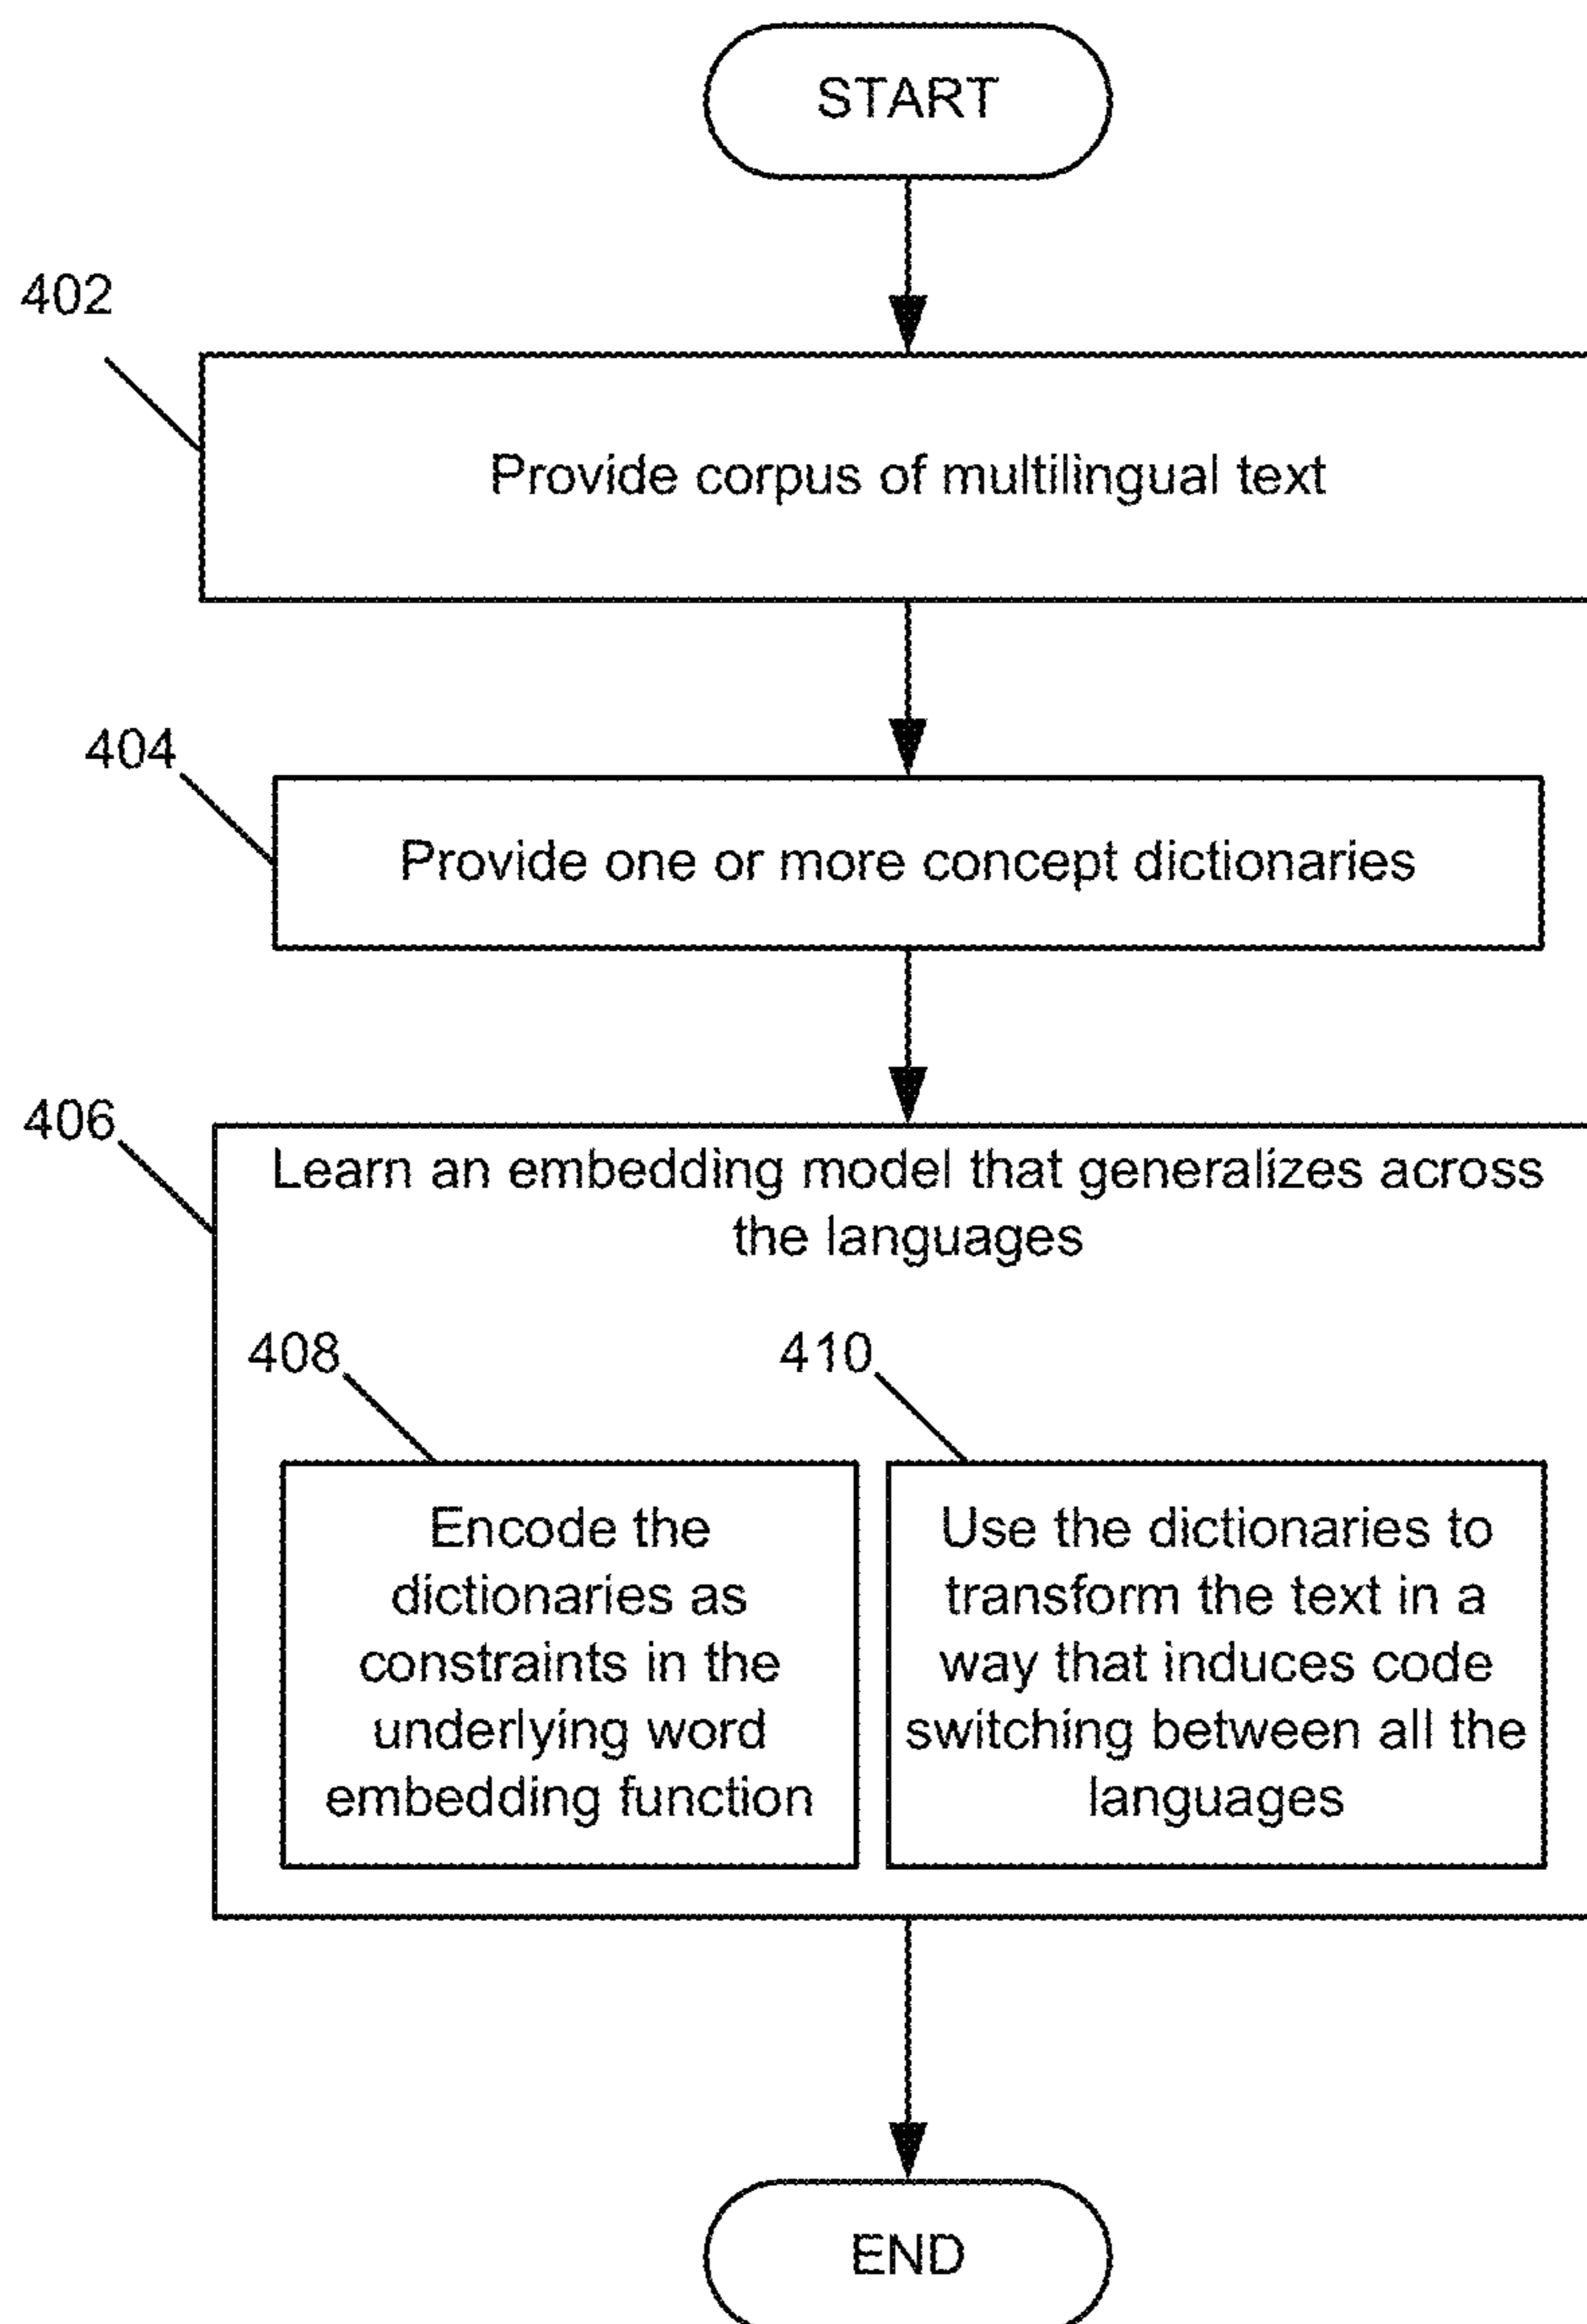 START
402
Provide corpus of multilingual text
404
Provide one or more concept dictionaries
406
Learn an embedding model that generalizes across
the languages
408
Encode the
dictionaries as
constraints in the
underlying word
embedding function
410
Use the dictionaries to
transform the text in a
way that induces code
switching between all the
languages
END